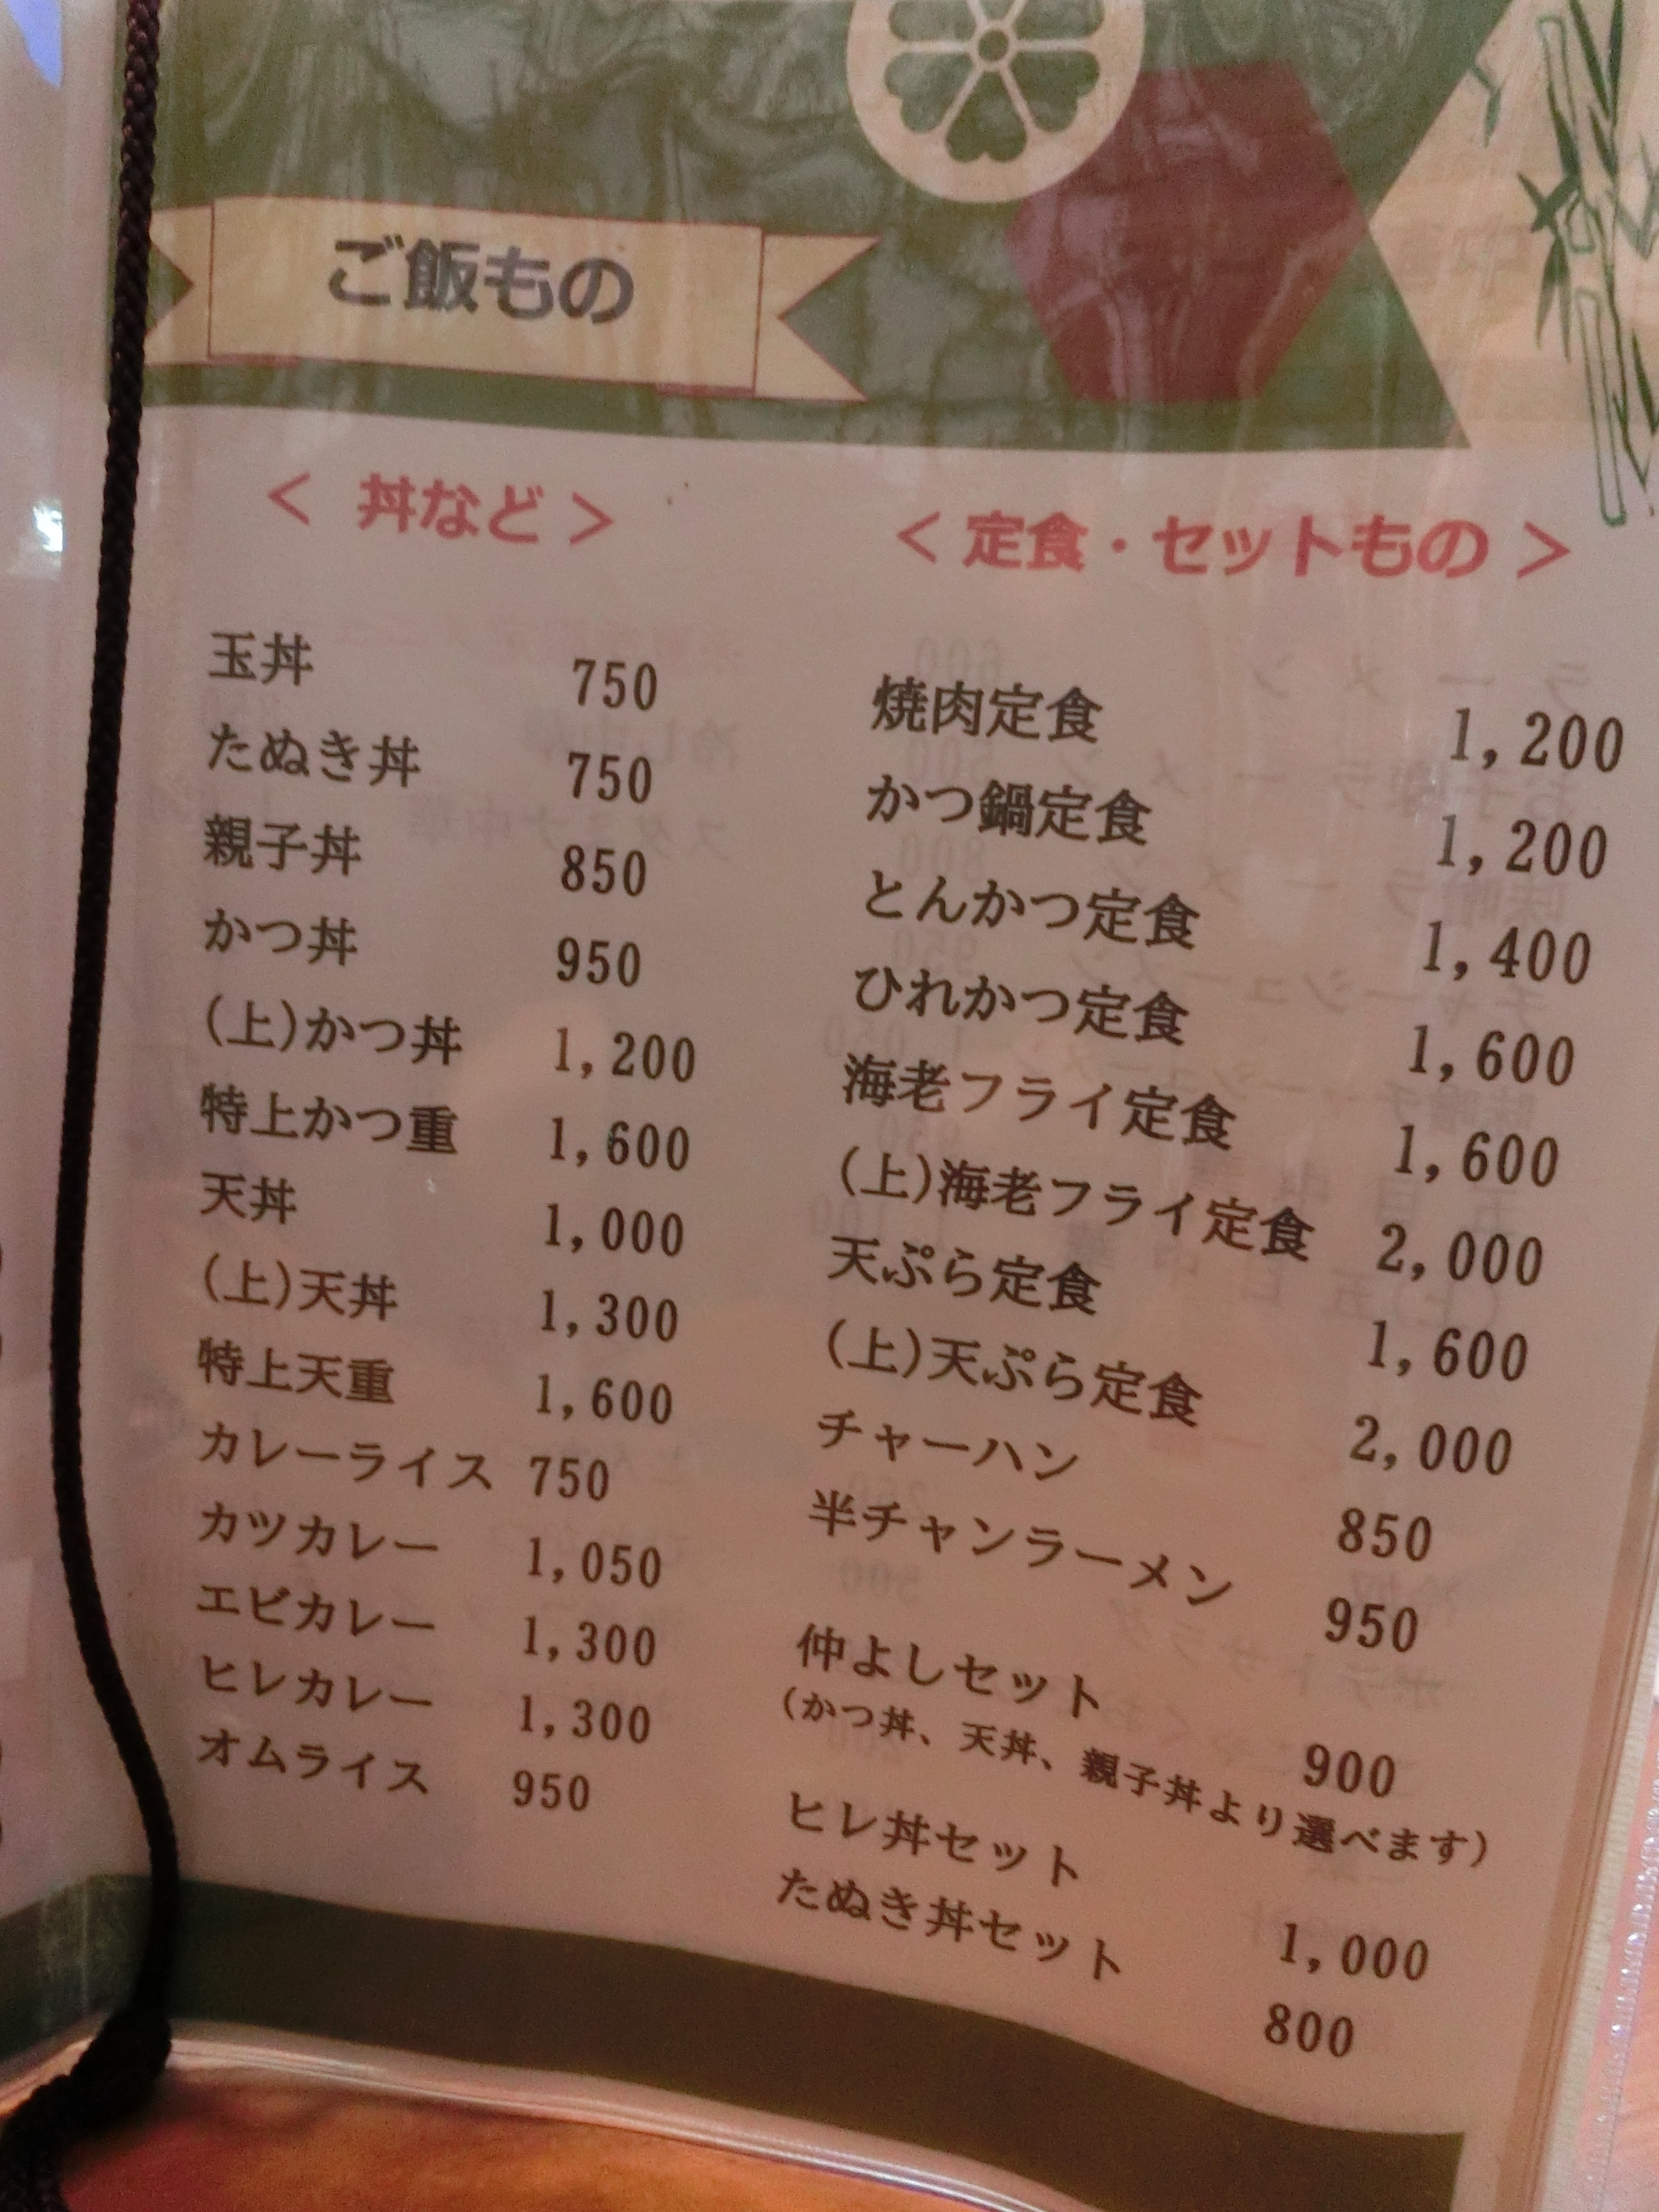 ご飯もの
< 丼など >
玉丼 750
たぬき丼 750
親子丼 850
かつ丼 950
(上)かつ丼 1,200
特上かつ重 1,600
天丼 1,000
(上)天丼 1,300
特上天重 1,600
カレーライス 750
カツカレー 1,050
エビカレー 1,300
ヒレカレー 1,300
オムライス 950
< 定食・セットもの >
焼肉定食 1,200
かつ鍋定食 1,200
とんかつ定食 1,400
ひれかつ定食 1,600
海老フライ定食 1,600
(上)海老フライ定食 2,000
天ぷら定食 1,600
(上)天ぷら定食 2,000
チャーハン 850
半チャンラーメン 950
仲よしセット 900
(かつ丼、天丼、親子丼より選べます)
ヒレ丼セット 1,000
たぬき丼セット 800